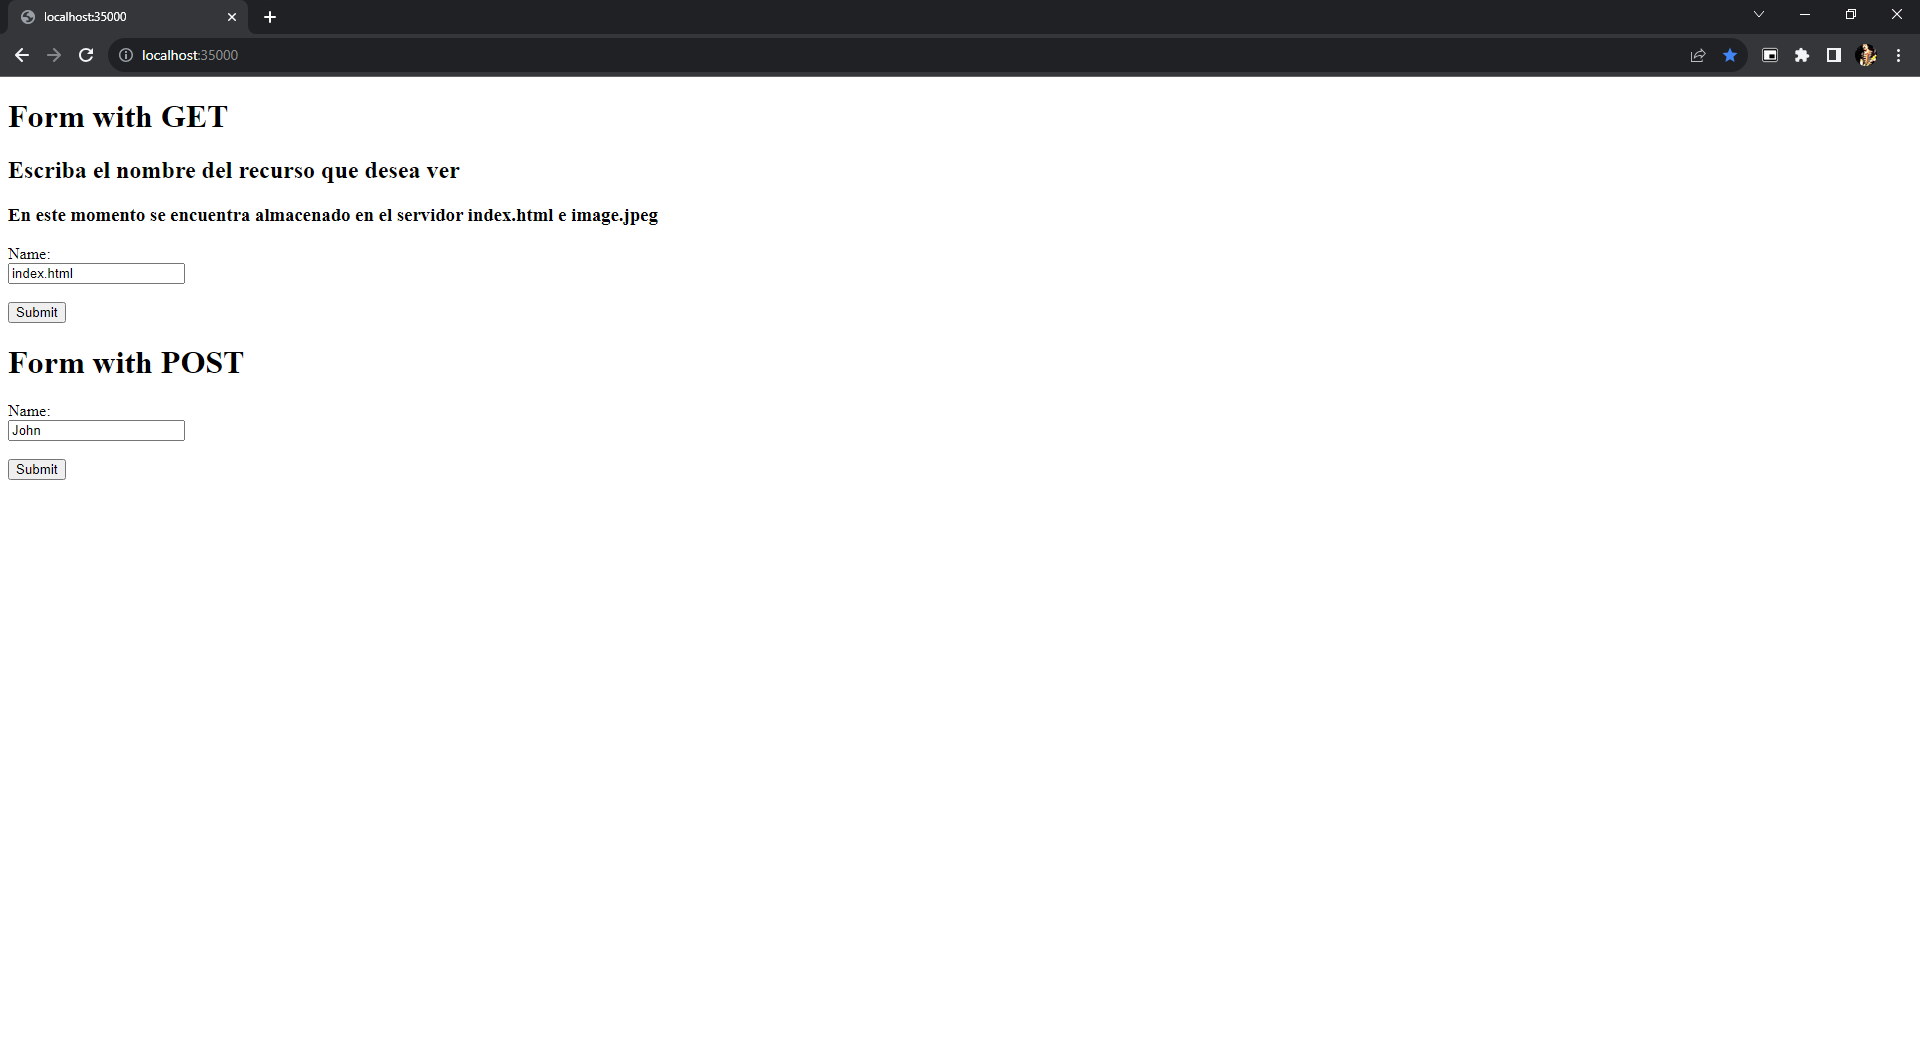 localhost:35000
localhost:35000
Form with GET
Escriba el nombre del recurso que desea ver
En este momento se encuentra almacenado en el servidor index.html e image.jpeg
Name:
index.html
Submit
Form with POST
Name:
John
Submit